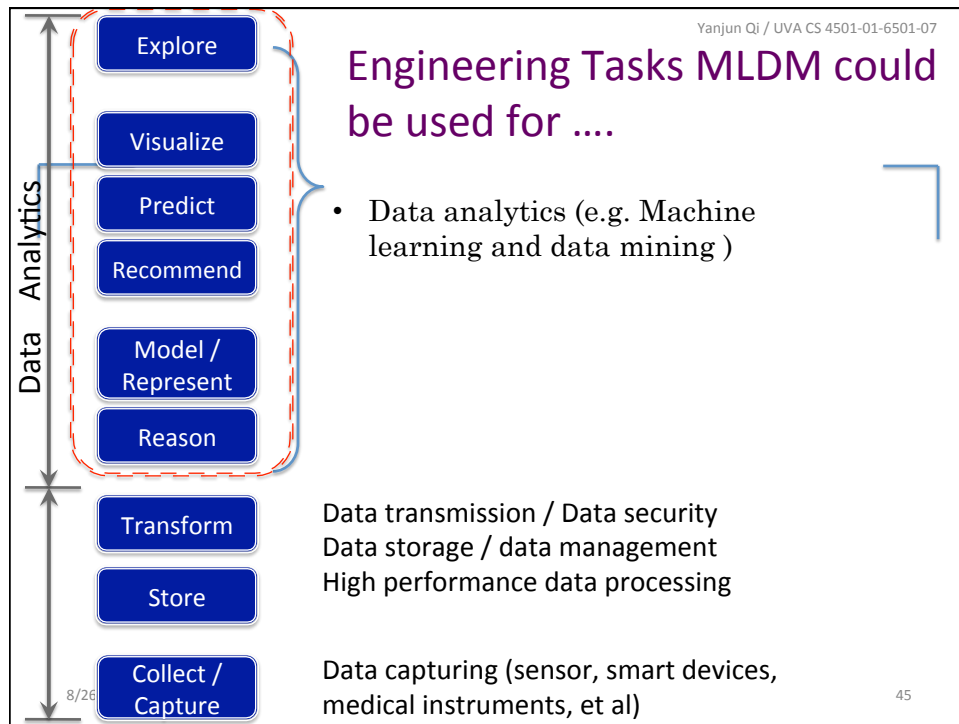 Yanjun Qi / UVA CS 4501-01-6501-07
Engineering Tasks MLDM could
be used for ....
Data Analytics
Explore
Visualize
Predict
Recommend
Model /
Represent
Reason
• Data analytics (e.g. Machine
learning and data mining )
Transform
Store
Data transmission / Data security
Data storage / data management
High performance data processing
Collect /
Capture
Data capturing (sensor, smart devices,
medical instruments, et al)
8/26
45